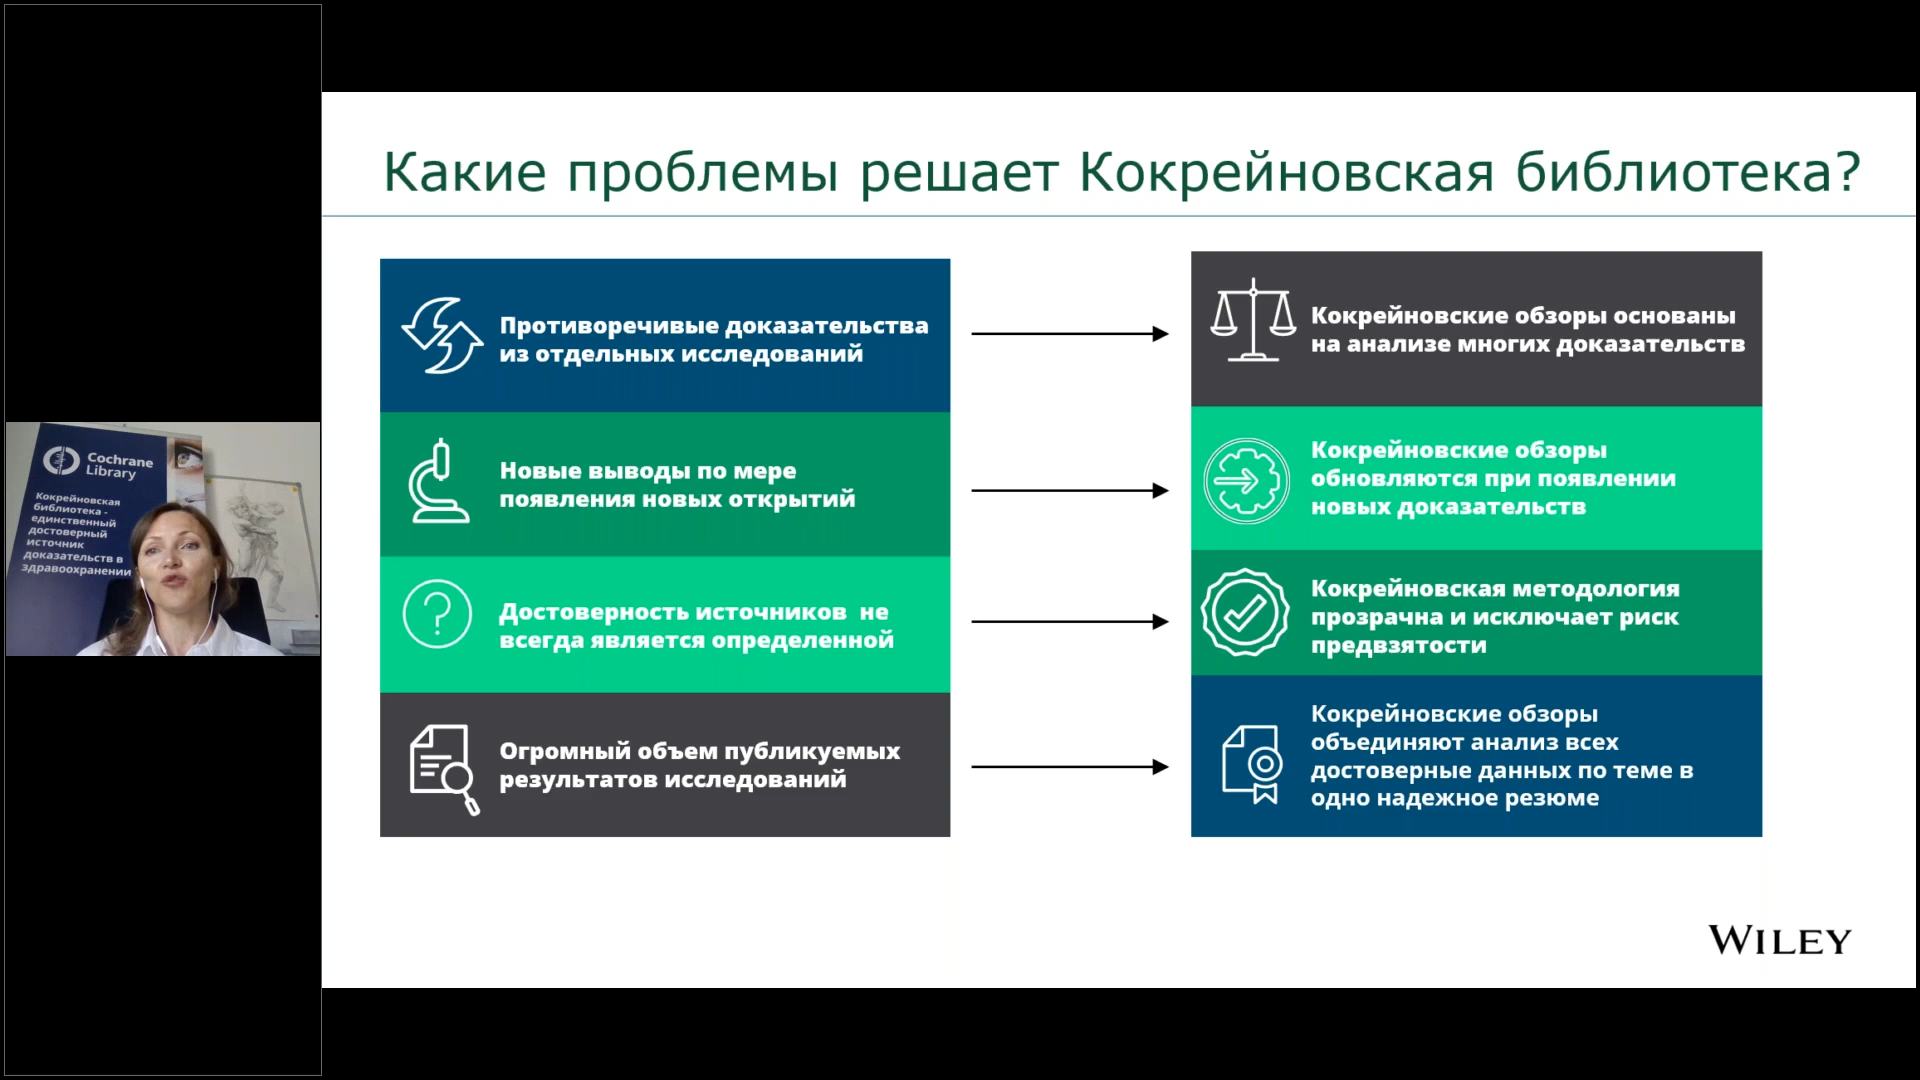 Какие проблемы решает Кокрейновская библиотека?
Противоречивые доказательства
из отдельных исследований
Кокрейновские обзоры основаны
на анализе многих доказательств
Новые выводы по мере
появления новых открытий
Кокрейновские обзоры
обновляются при появлении
новых доказательств
Достоверность источников не
всегда является определенной
Кокрейновская методология
прозрачна и исключает риск
предвзятости
Огромный объем публикуемых
результатов исследований
Кокрейновские обзоры
объединяют анализ всех
достоверные данных по теме в
одно надежное резюме
WILEY
Cochrane
Library
Кокрейновская
библиотека -
единственный
достоверный
источник
доказательств в
здравоохранении